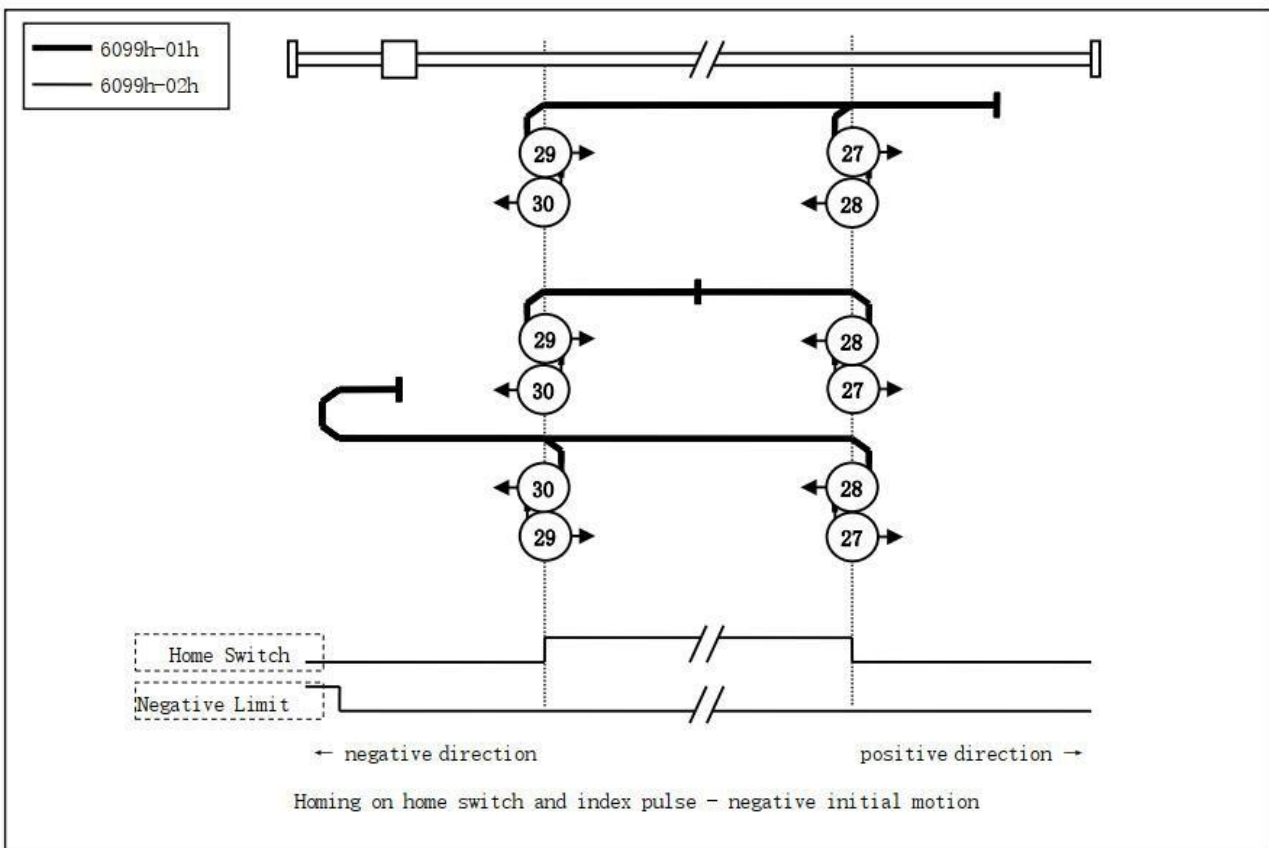 6099h-01h
6099h-02h
29
27
30
28
29
28
30
27
30
28
29
27
Home Switch
Negative Limit
← negative direction
positive direction →
Homing on home switch and index pulse - negative initial motion